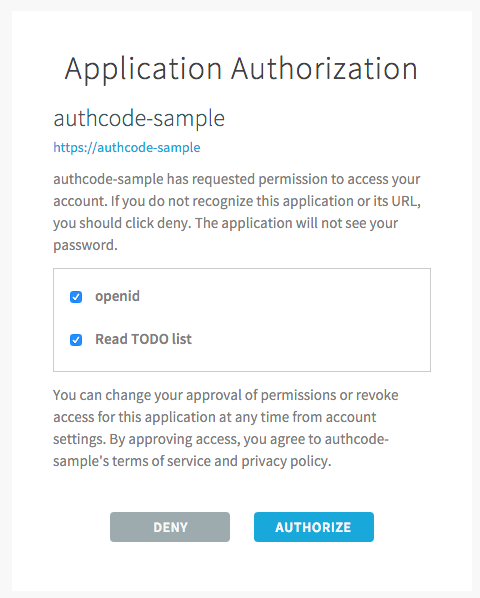 Application Authorization
authcode-sample
https://authcode-sample
authcode-sample has requested permission to access your
account. If you do not recognize this application or its URL,
you should click deny. The application will not see your
password.
openid
Read TODO list
You can change your approval of permissions or revoke
access for this application at any time from account
settings. By approving access, you agree to authcode-
sample's terms of service and privacy policy.
DENY
AUTHORIZE